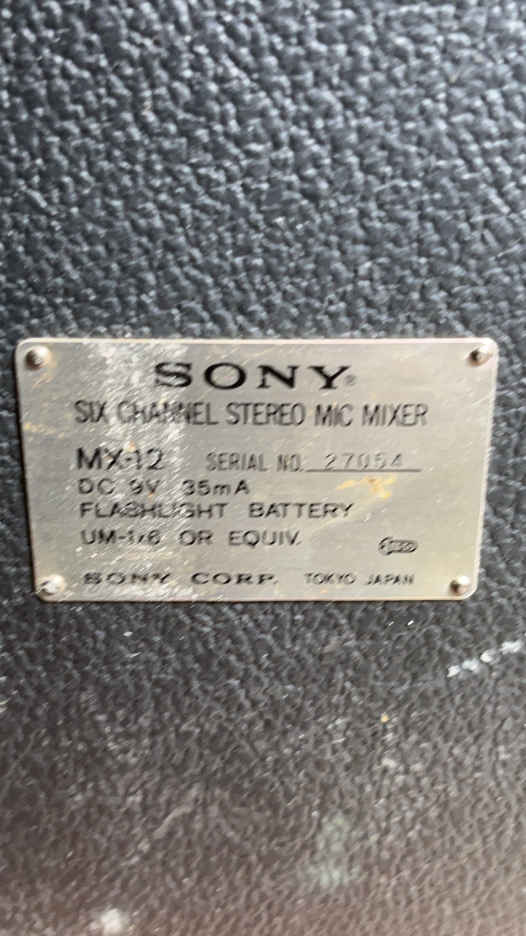 SONY®
SIX CHANNEL STEREO MIC MIXER
MX-12 SERIAL NO. 27054
DC 9V 35mA
FLASHLIGHT BATTERY
UM-1x6 OR EQUIV.
SONY CORP. TOKYO JAPAN